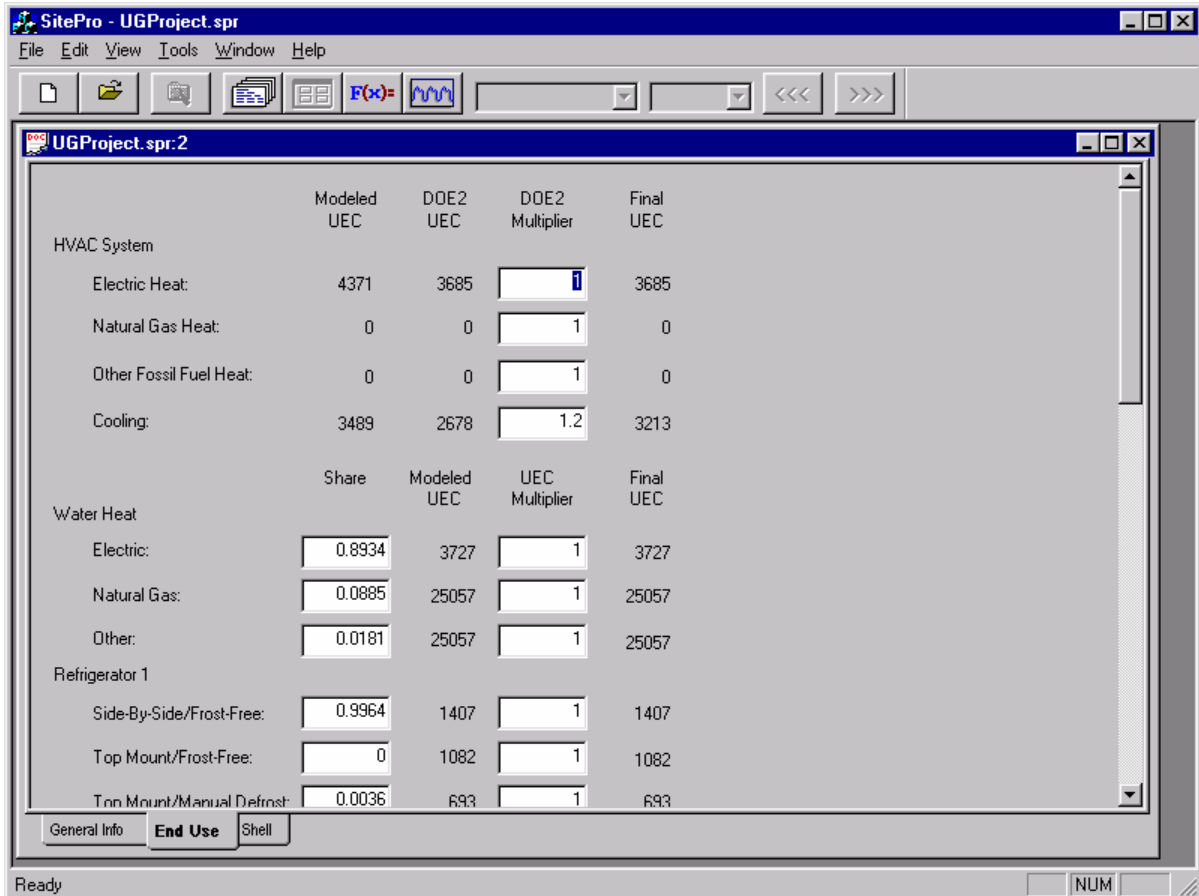 SitePro - UGProject.spr
File Edit View Tools Window Help
F(x)=
<<< >>>
DOC UGProject.spr:2
Modeled DOE2 DOE2 Final
UEC UEC Multiplier UEC
HVAC System
Electric Heat: 4371 3685 1 3685
Natural Gas Heat: 0 0 1 0
Other Fossil Fuel Heat: 0 0 1 0
Cooling: 3489 2678 1.2 3213
Share Modeled UEC Final
UEC Multiplier UEC
Water Heat
Electric: 0.8934 3727 1 3727
Natural Gas: 0.0885 25057 1 25057
Other: 0.0181 25057 1 25057
Refrigerator 1
Side-By-Side/Frost-Free: 0.9964 1407 1 1407
Top Mount/Frost-Free: 0 1082 1 1082
Top Mount/Manual Defrost: 0.0036 693 1 693
General Info End Use Shell
Ready NUM